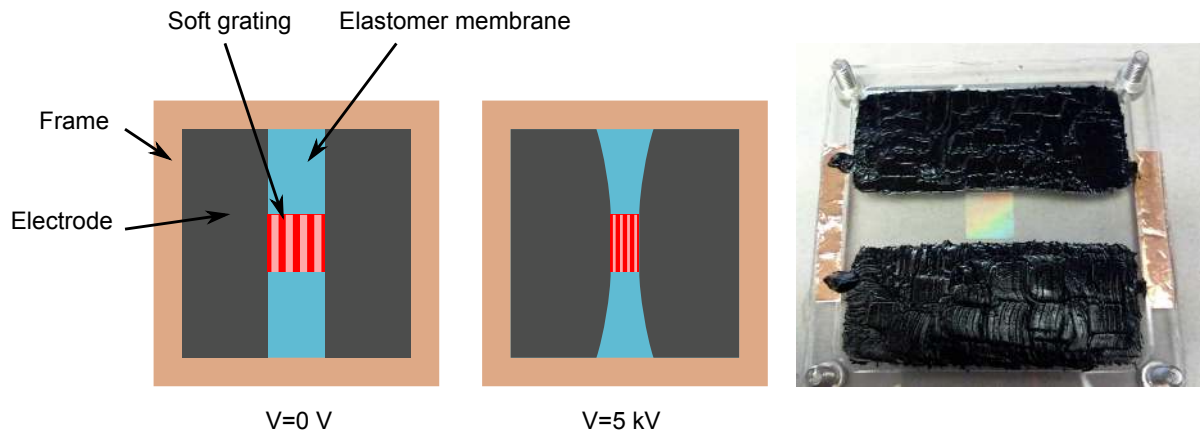 Soft grating
Elastomer membrane
Frame
Electrode
V=0 V
V=5 kV